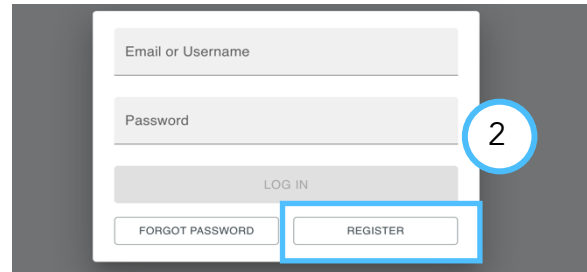 Email or Username
Password
2
LOG IN
FORGOT PASSWORD
REGISTER